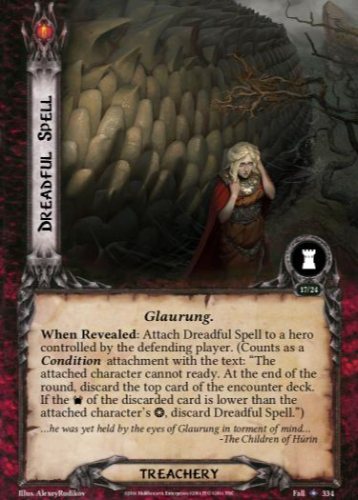 DREADFUL SPELL
17/24
Glaurung.
When Revealed: Attach Dreadful Spell to a hero
controlled by the defending player. (Counts as a
Condition attachment with the text: "The
attached character cannot ready. At the end of
the round, discard the top card of the encounter deck.
If the of the discarded card is lower than the
attached character's , discard Dreadful Spell.")
...he was yet held by the eyes of Glaurung in torment of mind...
-The Children of Húrin
TREACHERY
Illus. AlexeyRudikov
Fall
334